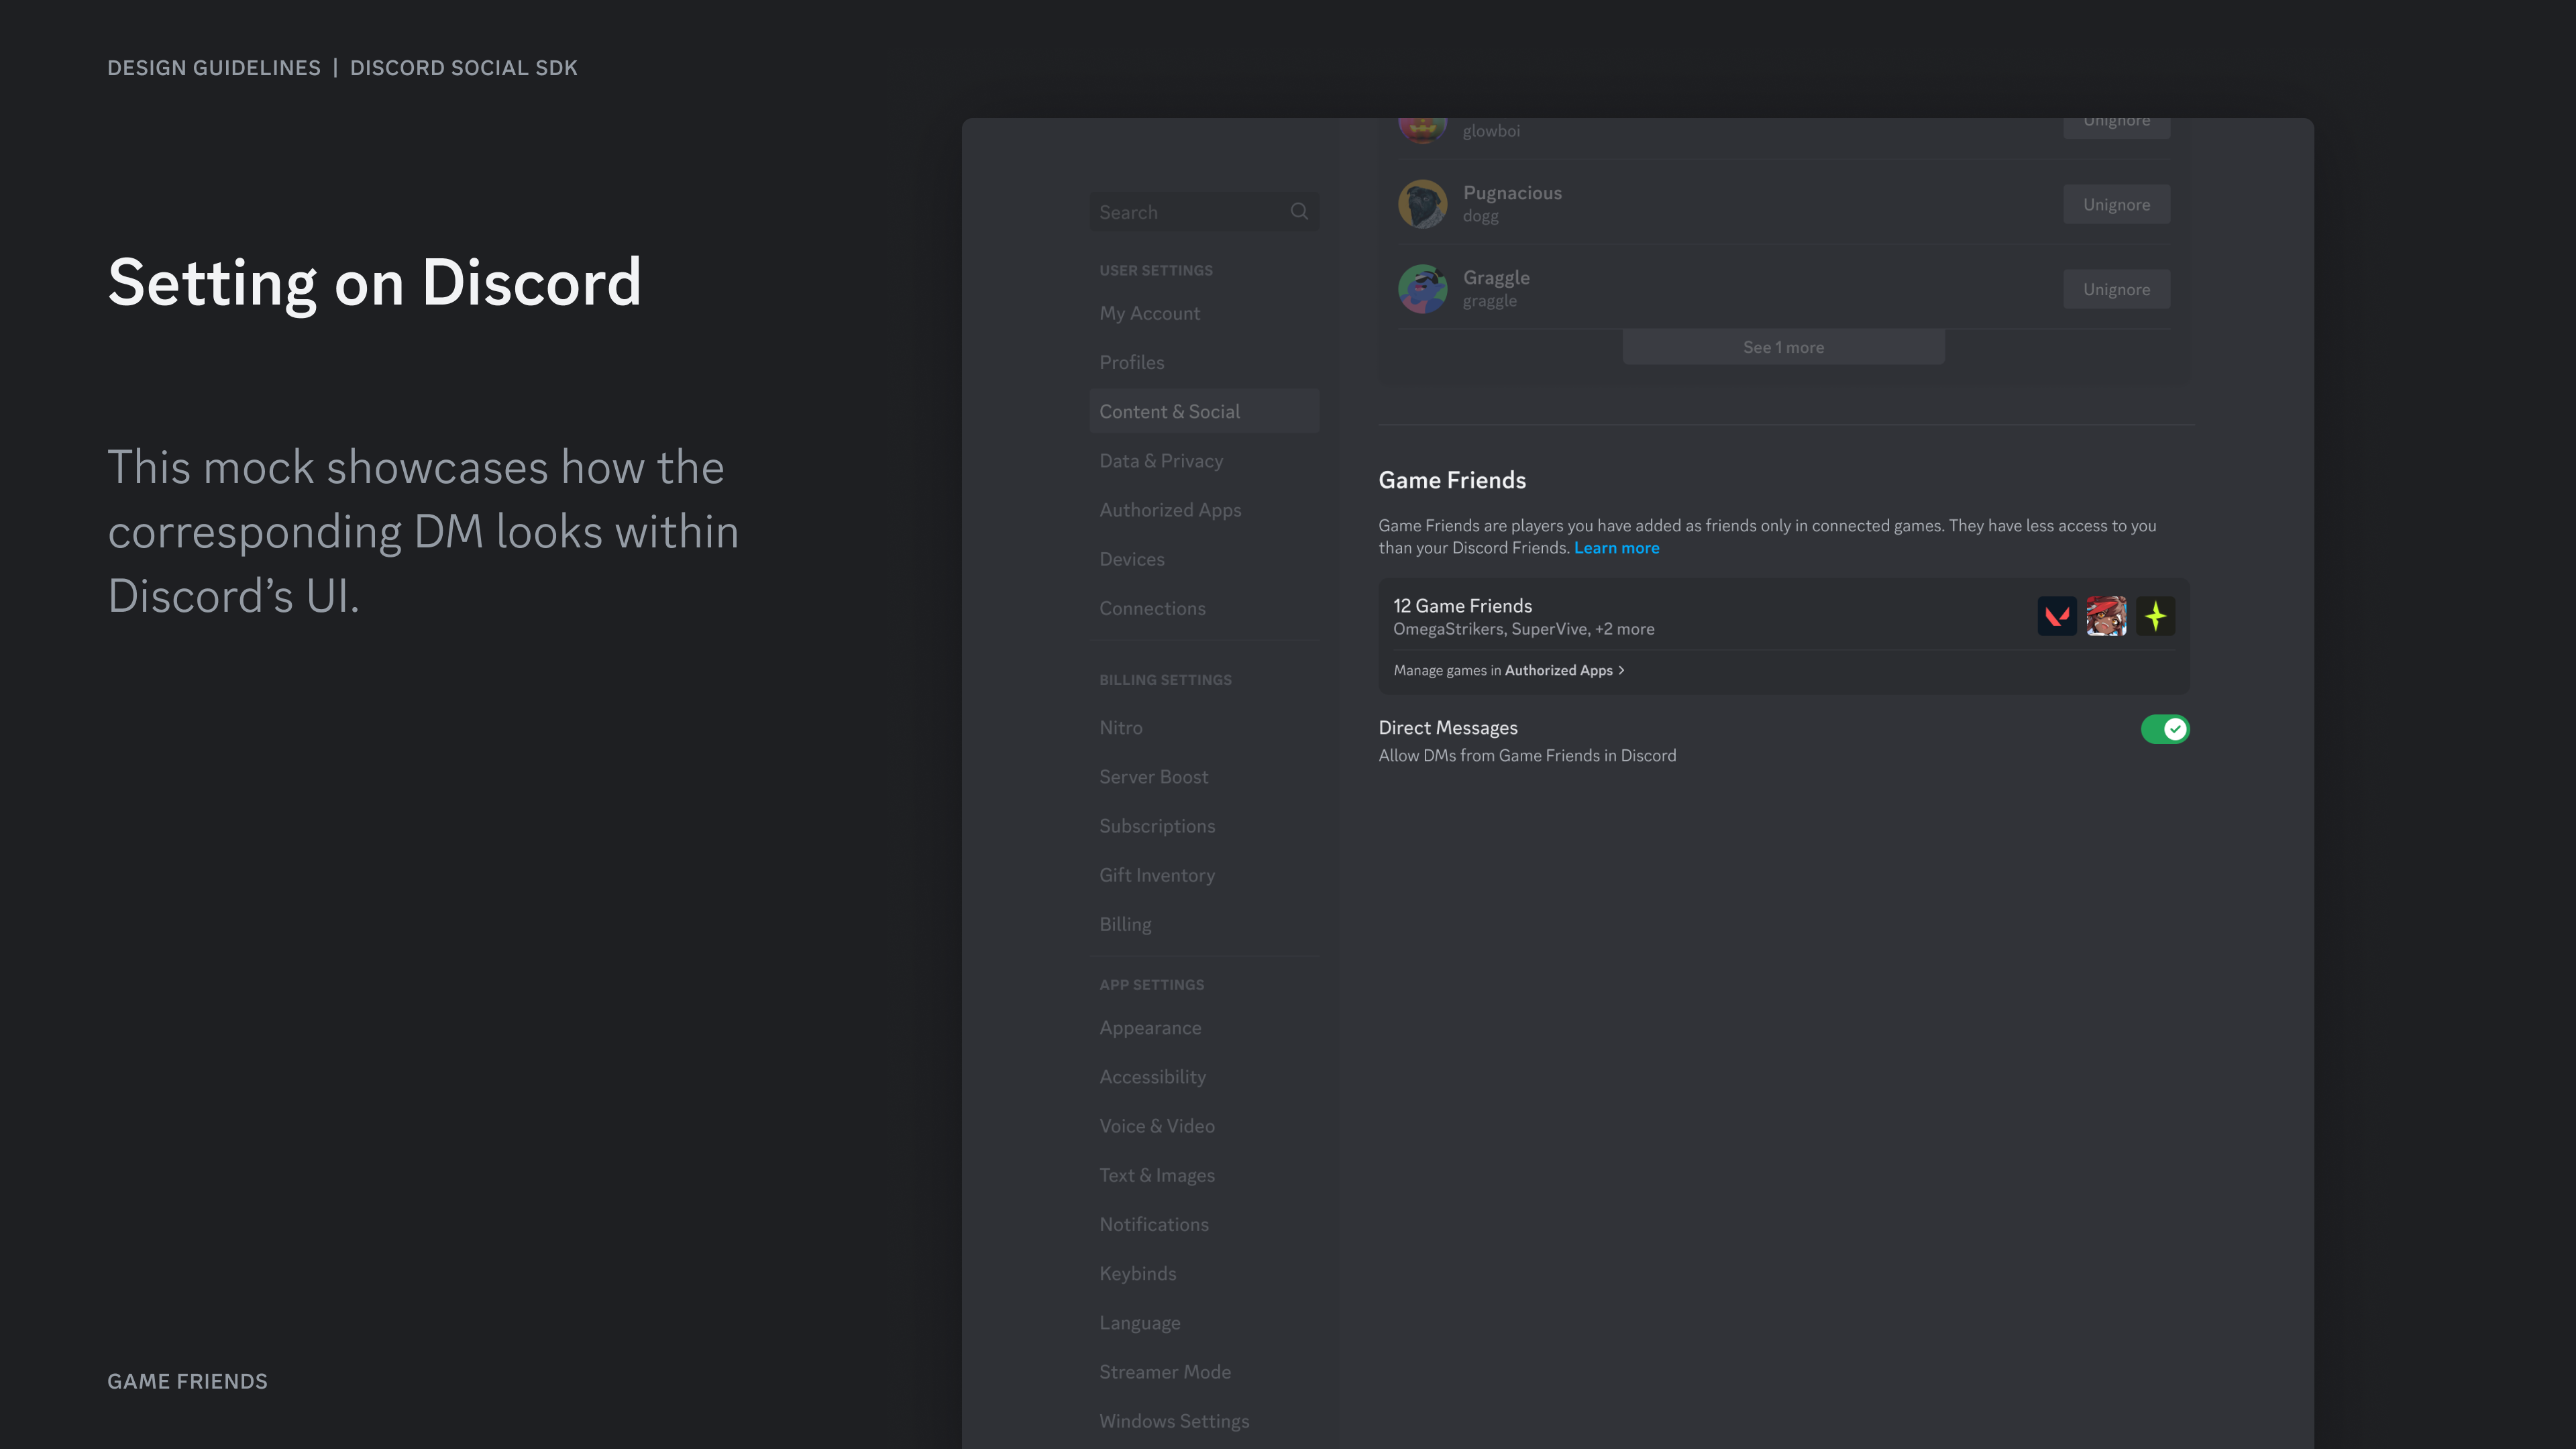 DESIGN GUIDELINES | DISCORD SOCIAL SDK
Setting on Discord
This mock showcases how the
corresponding DM looks within
Discord’s UI.
GAME FRIENDS
Search
USER SETTINGS
My Account
Profiles
Content & Social
Data & Privacy
Authorized Apps
Devices
Connections
BILLING SETTINGS
Nitro
Server Boost
Subscriptions
Gift Inventory
Billing
APP SETTINGS
Appearance
Accessibility
Voice & Video
Text & Images
Notifications
Keybinds
Language
Streamer Mode
Windows Settings
glowboi
Unignore
Pugnacious
dogg
Unignore
Graggle
graggle
Unignore
See 1 more
Game Friends
Game Friends are players you have added as friends only in connected games. They have less access to you
than your Discord Friends. Learn more
12 Game Friends
OmegaStrikers, SuperVive, +2 more
Manage games in Authorized Apps >
Direct Messages
Allow DMs from Game Friends in Discord